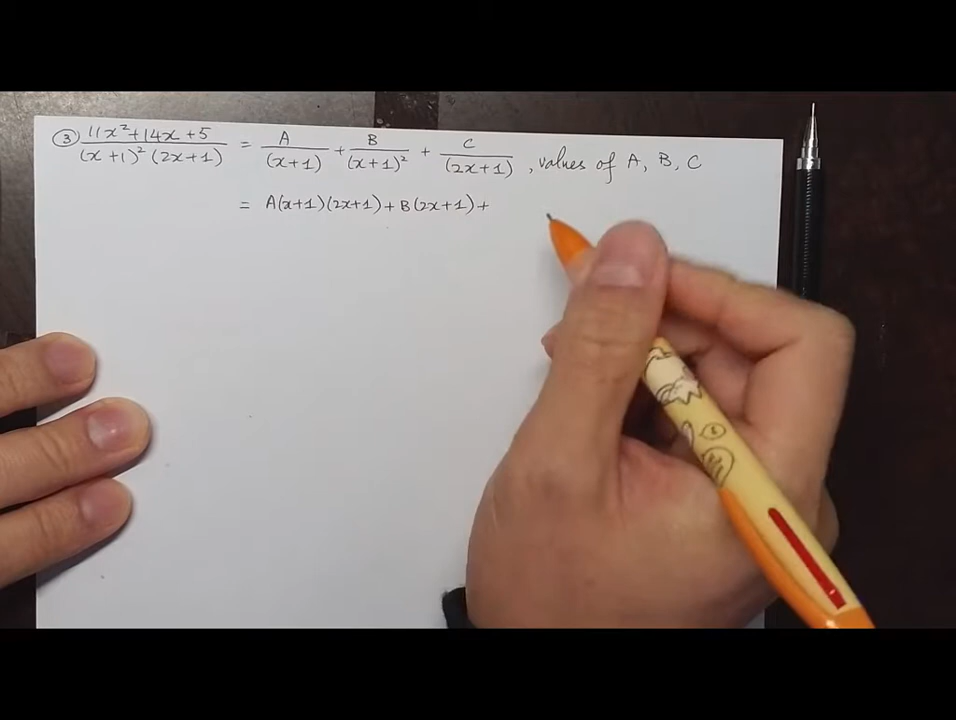 ③ 11x²+14x+5 / (x+1)²(2x+1) = A/(x+1) + B/(x+1)² + C/(2x+1), values of A, B, C
= A(x+1)(2x+1)+B(2x+1)+